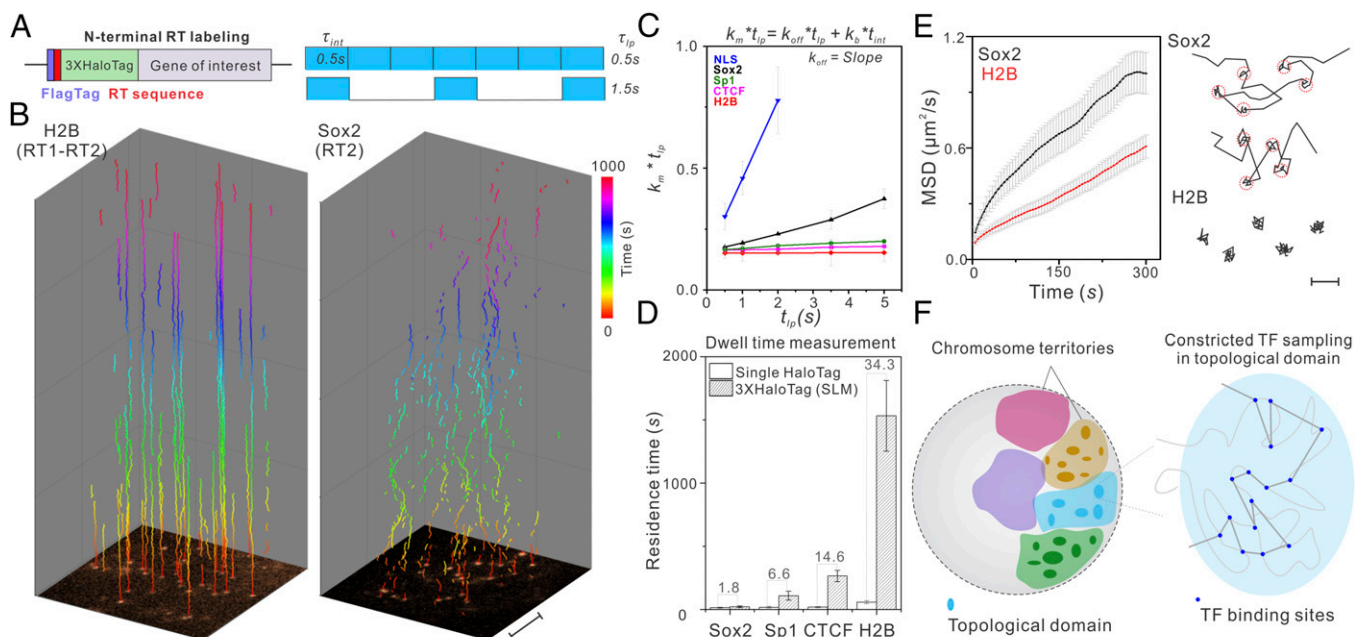 A
N-terminal RT labeling
3XHaloTag
Gene of interest
FlagTag RT sequence
τint
0.5s
τlp
0.5s
1.5s
B
H2B
(RT1-RT2)
Sox2
(RT2)
1000
Time (s)
0
C
km*tlp = koff*tlp + kb*tint
koff = Slope
NLS
Sox2
Sp1
CTCF
H2B
km * tlp
1.0
0.5
0.0
0 1 2 3 4 5
tlp(s)
D
Dwell time measurement
Single HaloTag
3XHaloTag (SLM)
Residence time (s)
2000
1000
0
1.8
6.6
14.6
34.3
Sox2 Sp1 CTCF H2B
E
Sox2
H2B
MSD (μm²/s)
1.2
0.6
0.0
0 150 300
Time (s)
Sox2
H2B
F
Chromosome territories
Topological domain
Constricted TF sampling
in topological domain
TF binding sites